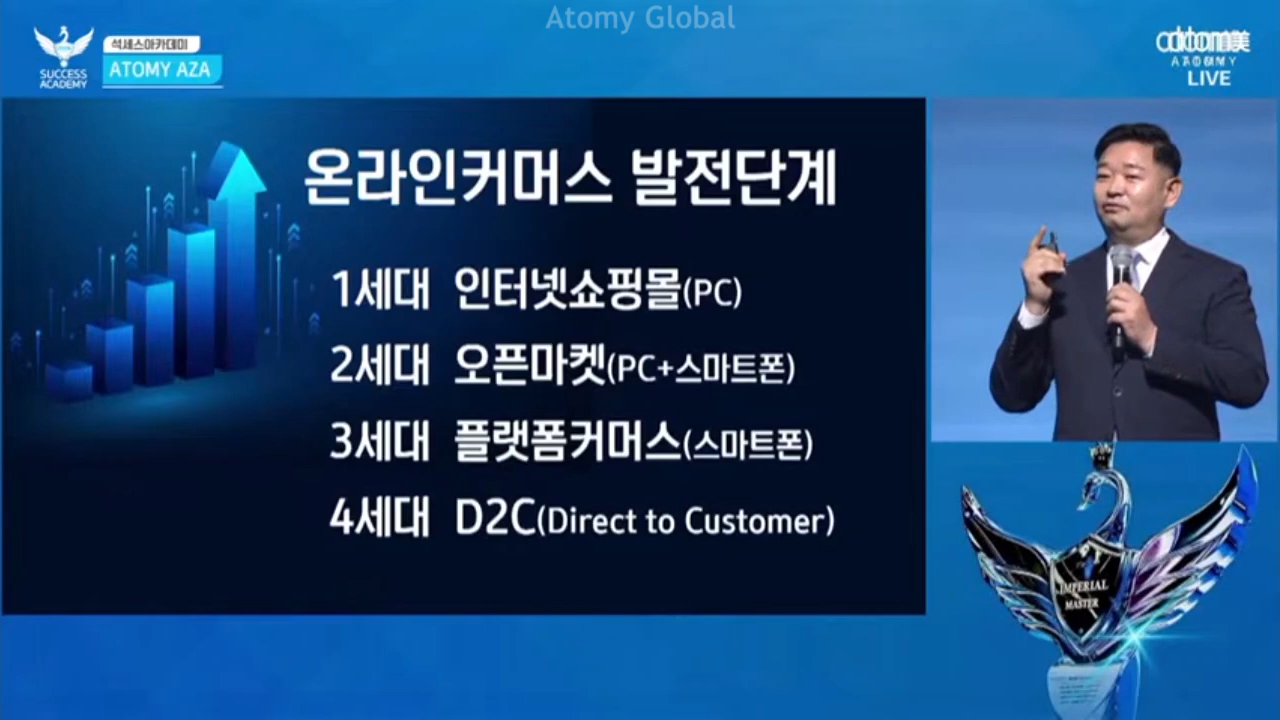 Atomy Global
SUCCESS
ACADEMY
석세스아카데미
ATOMY AZA
LIVE
온라인커머스 발전단계
1세대 인터넷쇼핑몰(PC)
2세대 오픈마켓(PC+스마트폰)
3세대 플랫폼커머스(스마트폰)
4세대 D2C(Direct to Customer)
IMPERIAL
MASTER